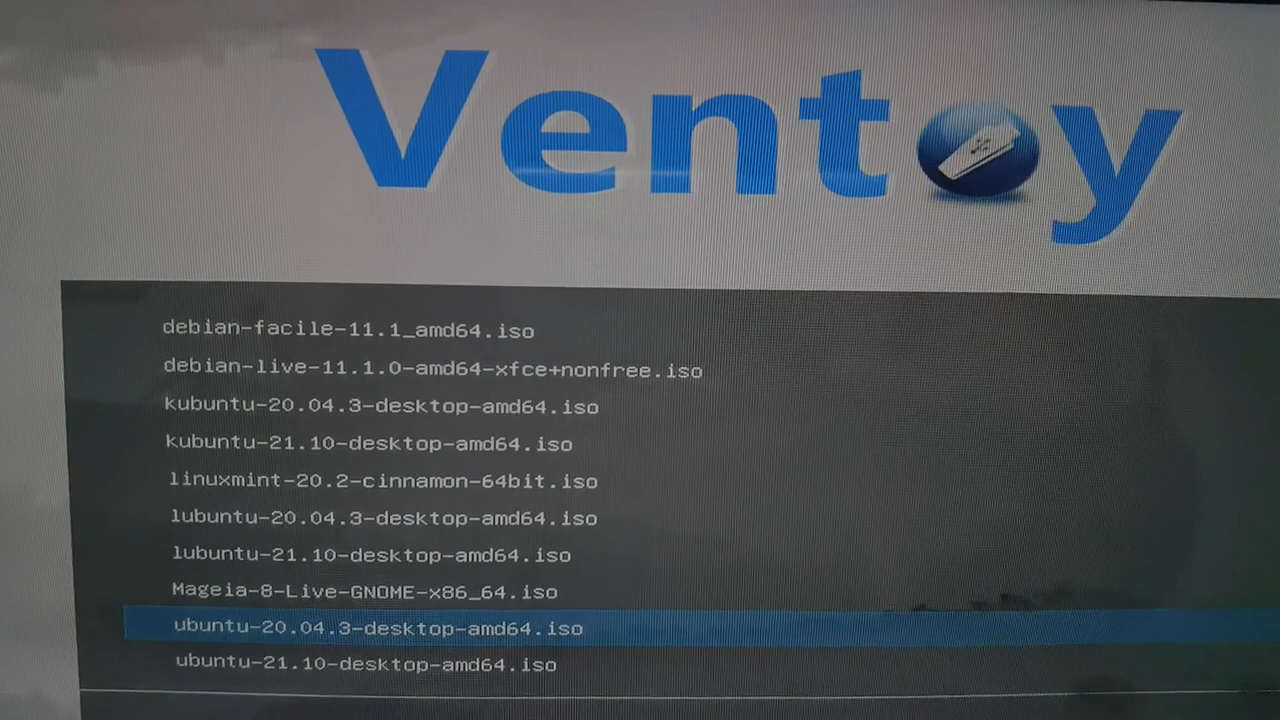 Ventoy
debian-facile-11.1_amd64.iso
debian-live-11.1.0-amd64-xfce+nonfree.iso
kubuntu-20.04.3-desktop-amd64.iso
kubuntu-21.10-desktop-amd64.iso
linuxmint-20.2-cinnamon-64bit.iso
lubuntu-20.04.3-desktop-amd64.iso
lubuntu-21.10-desktop-amd64.iso
Mageia-8-Live-GNOME-x86_64.iso
ubuntu-20.04.3-desktop-amd64.iso
ubuntu-21.10-desktop-amd64.iso